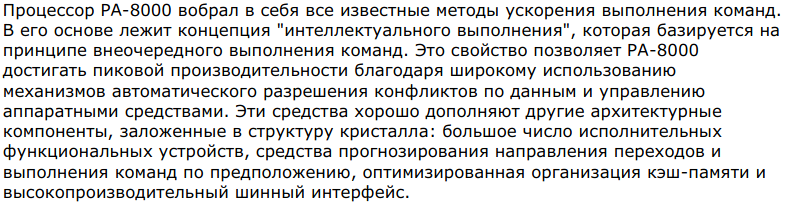 Процессор PA-8000 вобрал в себя все известные методы ускорения выполнения команд.
В его основе лежит концепция "интеллектуального выполнения", которая базируется на
принципе внеочередного выполнения команд. Это свойство позволяет PA-8000
достигать пиковой производительности благодаря широкому использованию
механизмов автоматического разрешения конфликтов по данным и управлению
аппаратными средствами. Эти средства хорошо дополняют другие архитектурные
компоненты, заложенные в структуру кристалла: большое число исполнительных
функциональных устройств, средства прогнозирования направления переходов и
выполнения команд по предположению, оптимизированная организация кэш-памяти и
высокопроизводительный шинный интерфейс.